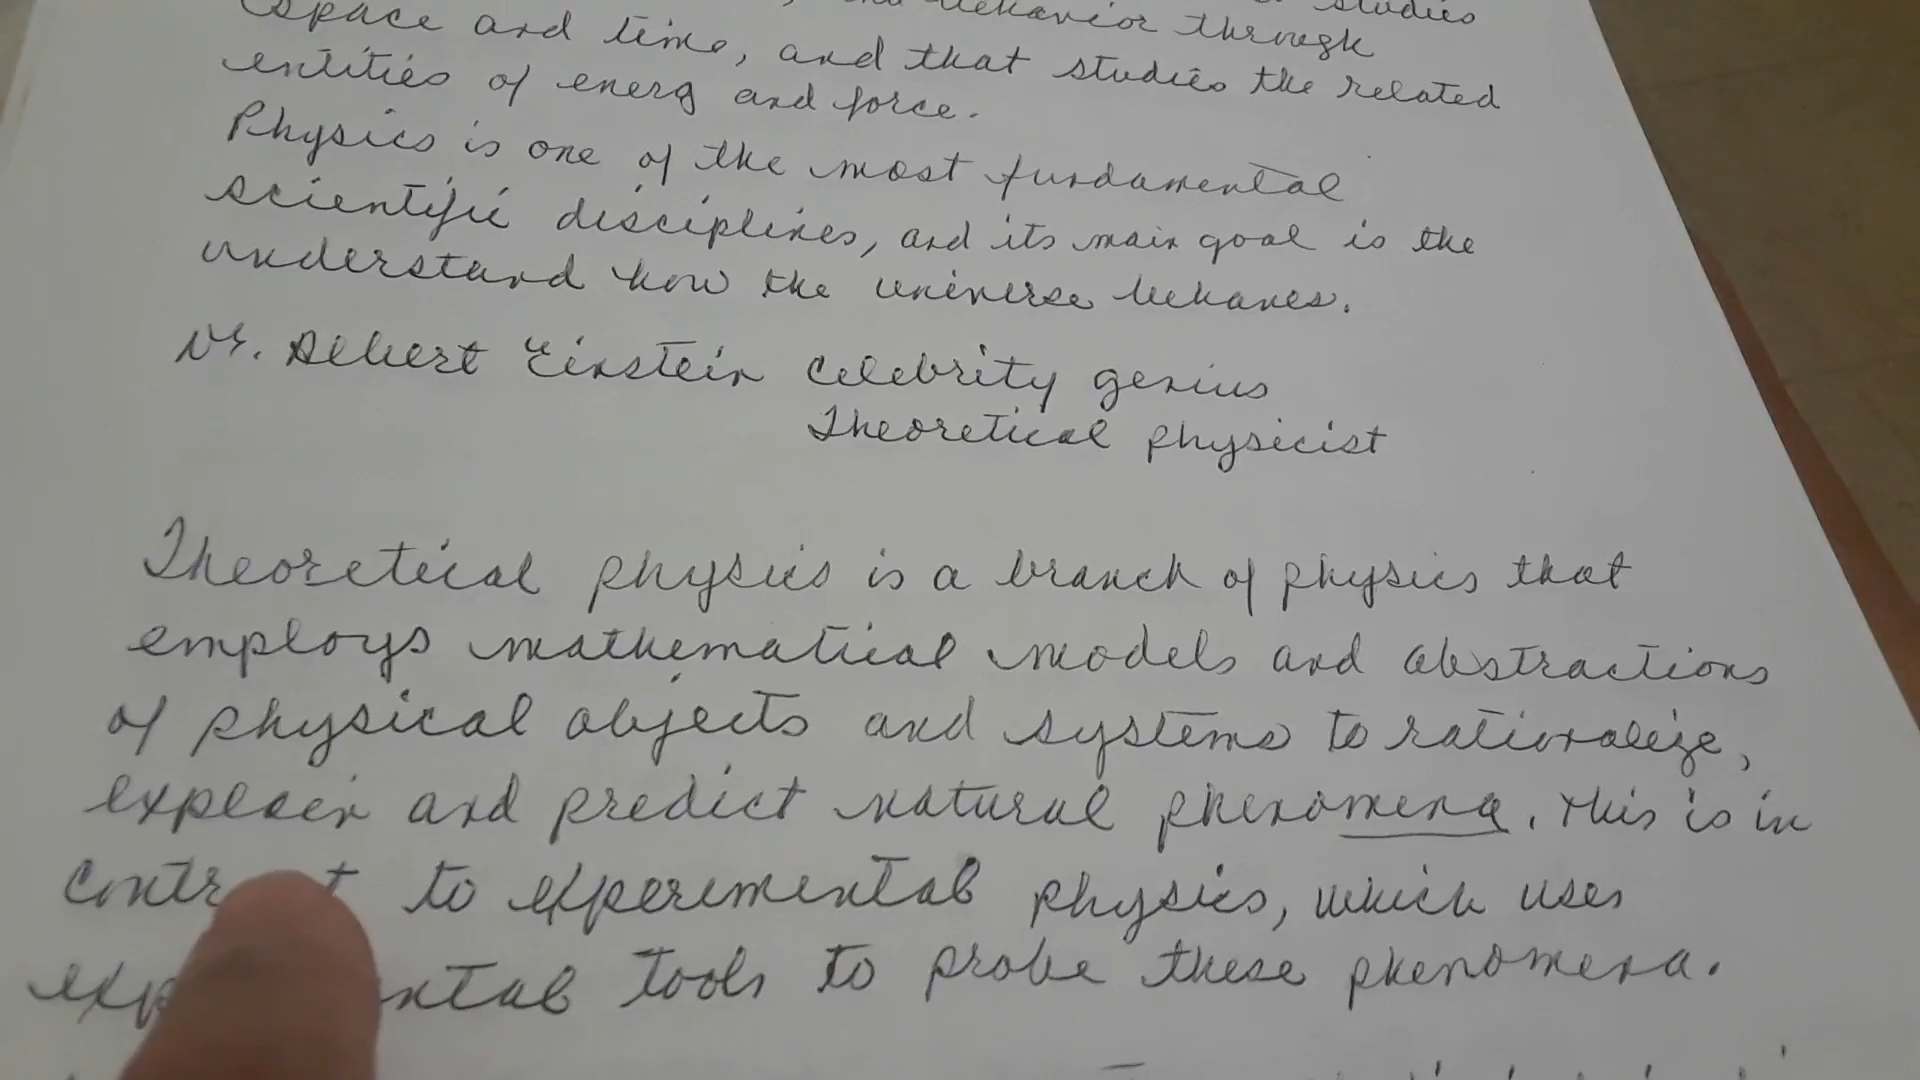 behavior through studies
space and time, and that studies the related
entities of energ and force.
Physics is one of the most fundamental
scientific disciplines, and its main goal is the
understand how the universe behaves.
Dr. Albert Einstein celebrity genius
Theoretical physicist
Theoretical physics is a branch of physics that
employs mathematical models and abstractions
of physical objects and systems to rationalize,
explain and predict natural phenomena. This is in
to experimental physics, which uses
tools to probe these phenomena.